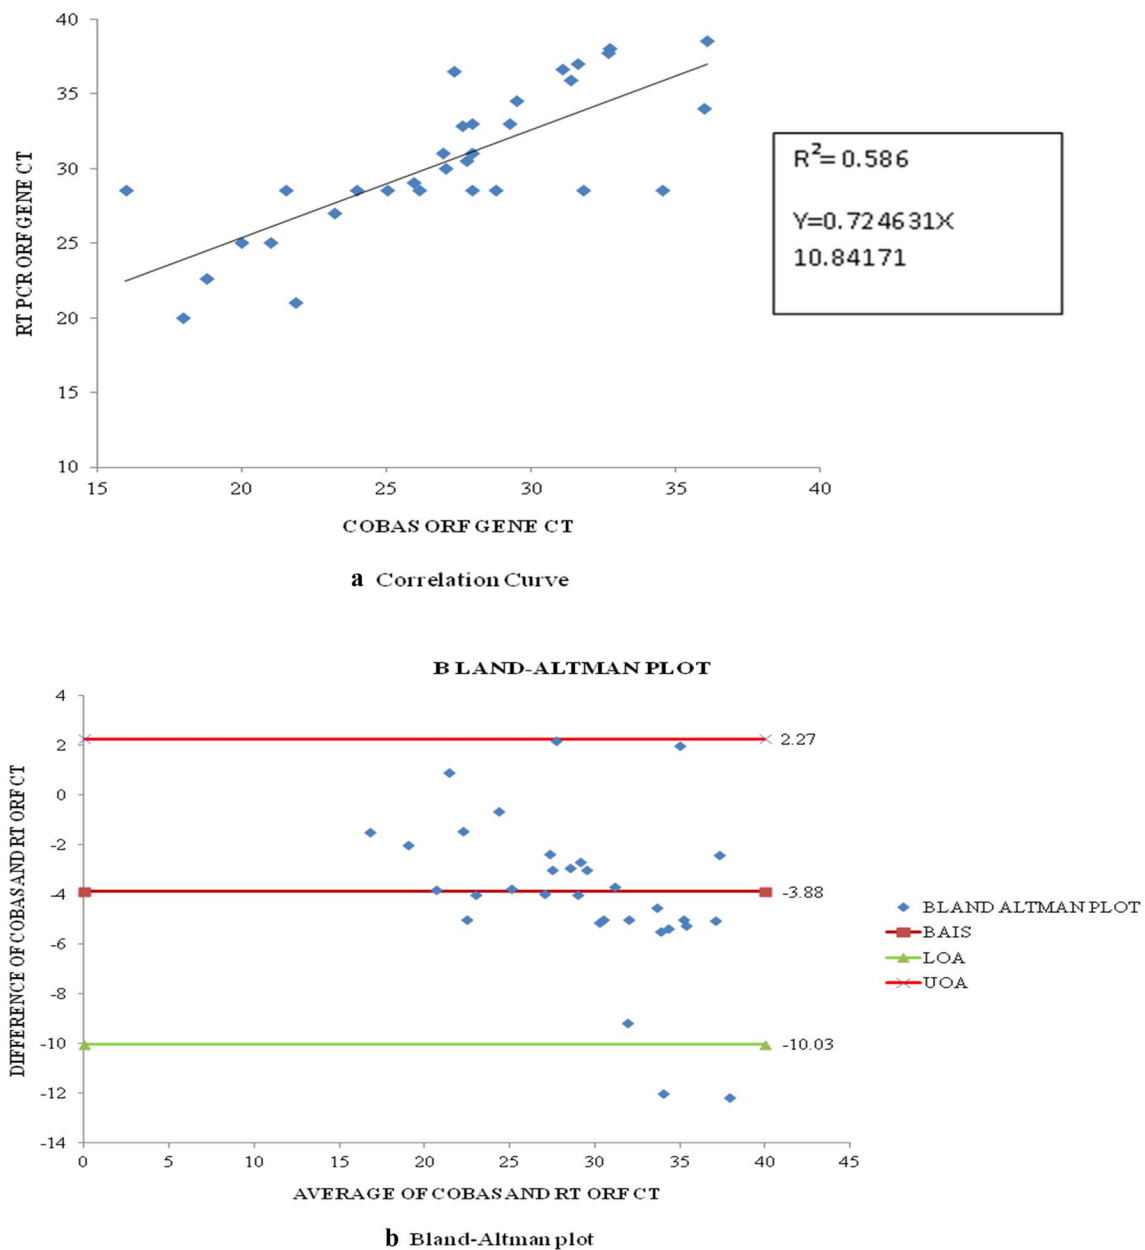 40
35
30
25
20
15
10
RT PCR ORF GENE CT
15 20 25 30 35 40
COBAS ORF GENE CT
R²= 0.586
Y=0.724631X
10.84171
a Correlation Curve
BLAND-ALTMAN PLOT
4
2
0
-2
-4
-6
-8
-10
-12
-14
DIFFERENCE OF COBAS AND RT ORF CT
2.27
-3.88
-10.03
BLAND ALTMAN PLOT
BAIS
LOA
UOA
0 5 10 15 20 25 30 35 40 45
AVERAGE OF COBAS AND RT ORF CT
b Bland-Altman plot